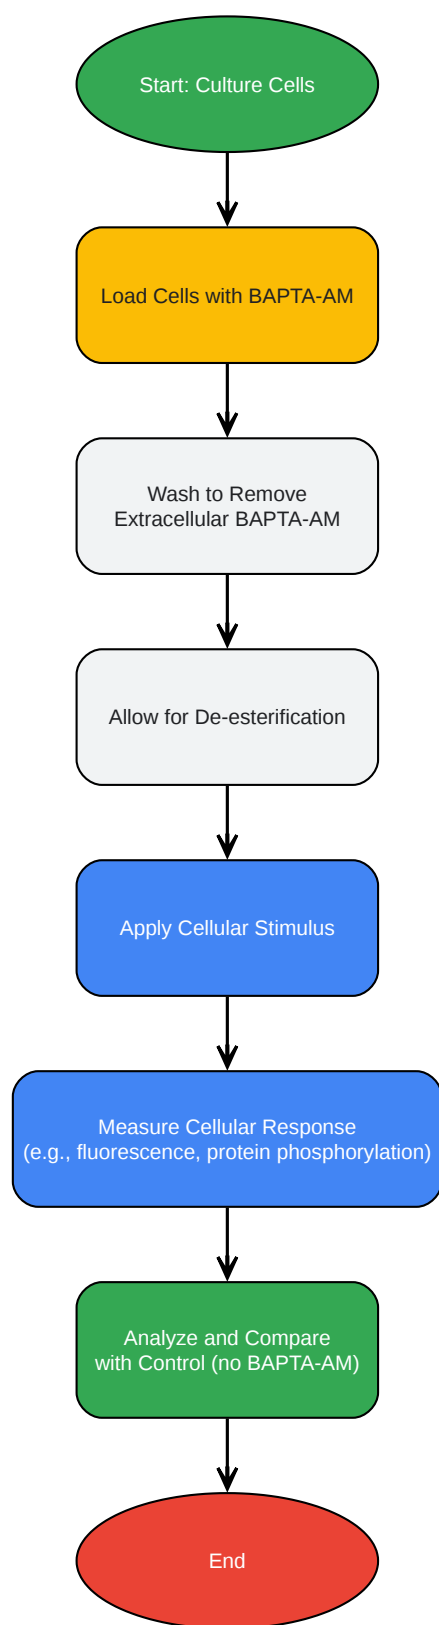 Start: Culture Cells
Load Cells with BAPTA-AM
Wash to Remove
Extracellular BAPTA-AM
Allow for De-esterification
Apply Cellular Stimulus
Measure Cellular Response
(e.g., fluorescence, protein phosphorylation)
Analyze and Compare
with Control (no BAPTA-AM)
End